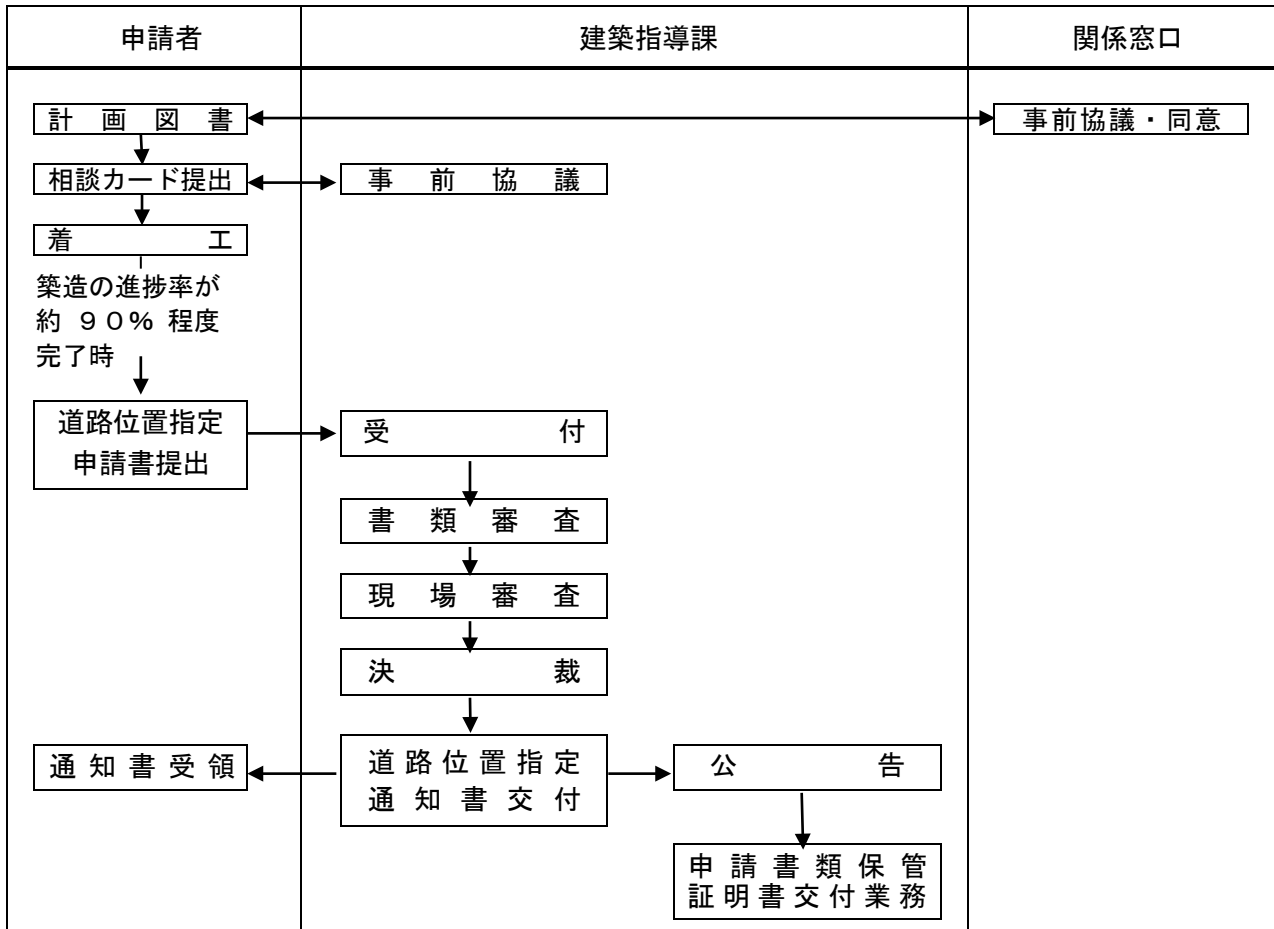 申請者
建築指導課
関係窓口
計画図書
事前協議・同意
相談カード提出
事前協議
着工
築造の進捗率が
約 ９０％ 程度
完了時
道路位置指定
申請書提出
受付
書類審査
現場審査
決裁
通知書受領
道路位置指定
通知書交付
公告
申請書類保管
証明書交付業務